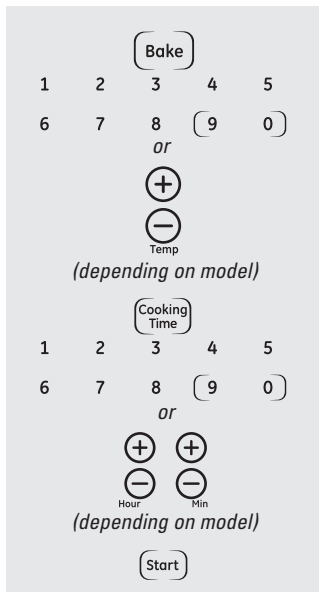 Bake
1 2 3 4 5
6 7 8 9 0
or
+
−
Temp
(depending on model)
Cooking
Time
1 2 3 4 5
6 7 8 9 0
or
+ +
− −
Hour Min
(depending on model)
Start